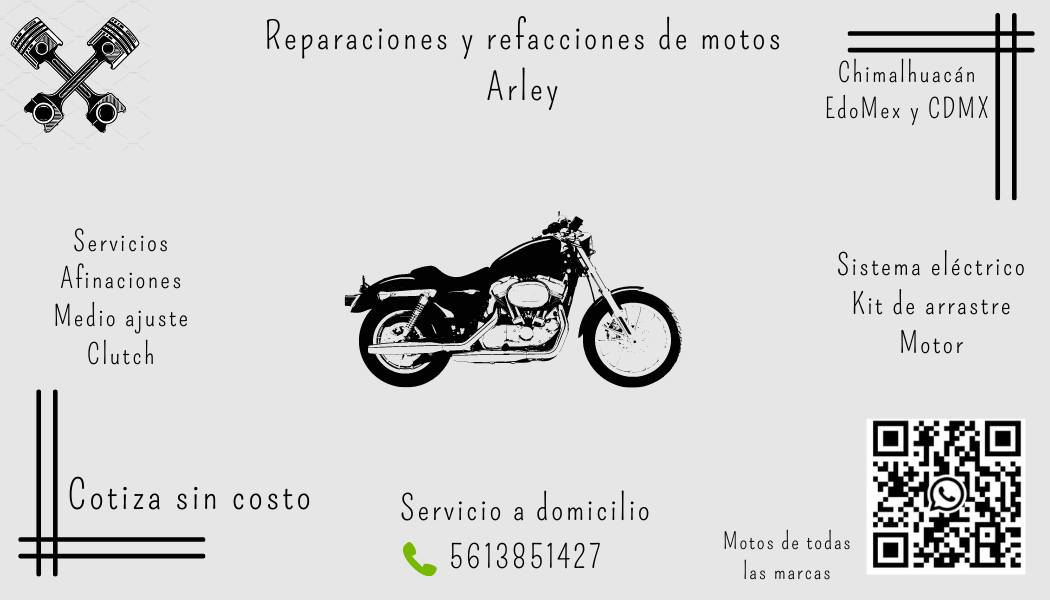 Reparaciones y refacciones de motos
Arley
Chimalhuacán
EdoMex y CDMX
Servicios
Afinaciones
Medio ajuste
Clutch
Sistema eléctrico
Kit de arrastre
Motor
Cotiza sin costo
Servicio a domicilio
5613851427
Motos de todas
las marcas